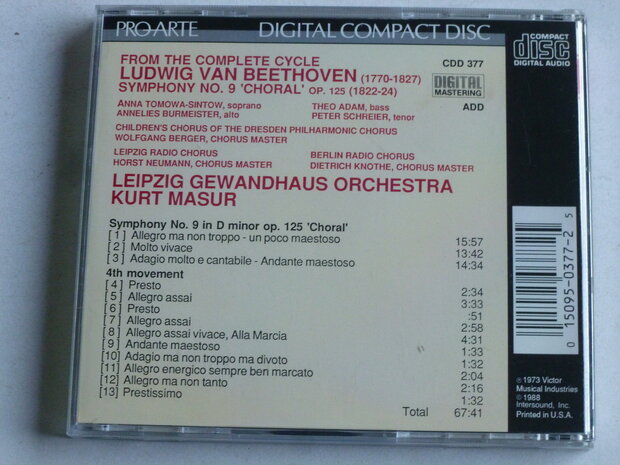 PRO·ARTE DIGITAL COMPACT DISC
COMPACT disc DIGITAL AUDIO
FROM THE COMPLETE CYCLE CDD 377
LUDWIG VAN BEETHOVEN (1770-1827)
SYMPHONY NO. 9 'CHORAL' OP. 125 (1822-24)
DIGITAL MASTERING
ADD
ANNA TOMOWA-SINTOW, soprano THEO ADAM, bass
ANNELIES BURMEISTER, alto PETER SCHREIER, tenor
CHILDREN'S CHORUS OF THE DRESDEN PHILHARMONIC CHORUS
WOLFGANG BERGER, CHORUS MASTER
LEIPZIG RADIO CHORUS BERLIN RADIO CHORUS
HORST NEUMANN, CHORUS MASTER DIETRICH KNOTHE, CHORUS MASTER
LEIPZIG GEWANDHAUS ORCHESTRA
KURT MASUR
Symphony No. 9 in D minor op. 125 'Choral'
[1] Allegro ma non troppo - un poco maestoso 15:57
[2] Molto vivace 13:42
[3] Adagio molto e cantabile - Andante maestoso 14:34
4th movement
[4] Presto 2:34
[5] Allegro assai 3:33
[6] Presto :51
[7] Allegro assai 2:58
[8] Allegro assai vivace, Alla Marcia 4:31
[9] Andante maestoso 1:33
[10] Adagio ma non troppo ma divoto 1:32
[11] Allegro energico sempre ben marcato 2:04
[12] Allegro ma non tanto 2:16
[13] Prestissimo 1:32
Total 67:41
0 15095-0377-2 5
℗ 1973 Victor
Musical Industries
© 1988
Intersound, Inc.
Printed in U.S.A.